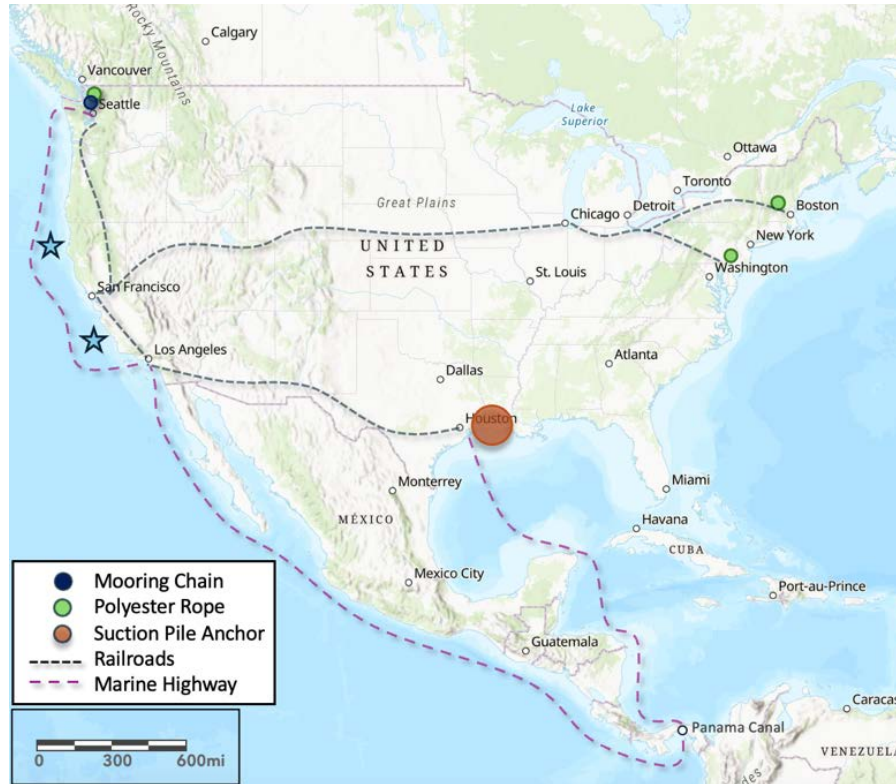 Calgary
Rocky Mountains
Vancouver
Seattle
Lake
Superior
Ottawa
Toronto
Great Plains
Chicago
Detroit
Boston
New York
UNITED
STATES
St. Louis
Washington
San Francisco
Los Angeles
Atlanta
Dallas
Houston
Miami
Monterrey
MÉXICO
Havana
CUBA
Mexico City
Port-au-Prince
Guatemala
Caracas
Panama Canal
VENEZUELA
Mooring Chain
Polyester Rope
Suction Pile Anchor
Railroads
Marine Highway
0 300 600mi